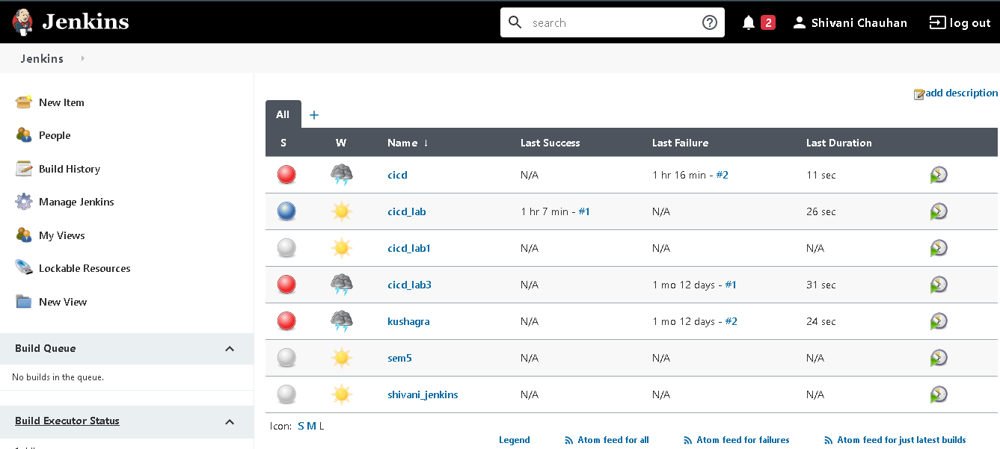 Jenkins
search
2
Shivani Chauhan
log out
Jenkins
New Item
People
Build History
Manage Jenkins
My Views
Lockable Resources
New View
Build Queue
No builds in the queue.
Build Executor Status
add description
All +
S W Name ↓ Last Success Last Failure Last Duration
cicd N/A 1 hr 16 min - #2 11 sec
cicd_lab 1 hr 7 min - #1 N/A 26 sec
cicd_lab1 N/A N/A N/A
cicd_lab3 N/A 1 mo 12 days - #1 31 sec
kushagra N/A 1 mo 12 days - #2 24 sec
sem5 N/A N/A N/A
shivani_jenkins N/A N/A N/A
Icon: S M L
Legend Atom feed for all Atom feed for failures Atom feed for just latest builds